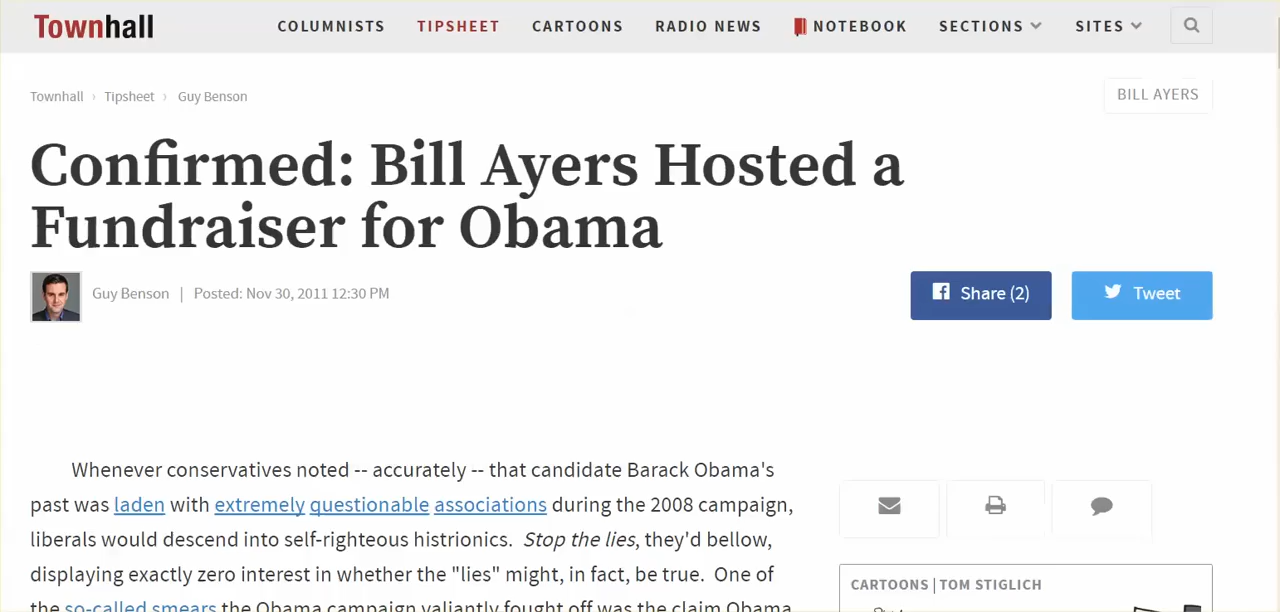 Townhall COLUMNISTS TIPSHEET CARTOONS RADIO NEWS NOTEBOOK SECTIONS SITES
Townhall › Tipsheet › Guy Benson
BILL AYERS
Confirmed: Bill Ayers Hosted a
Fundraiser for Obama
Guy Benson | Posted: Nov 30, 2011 12:30 PM
Share (2)
Tweet
Whenever conservatives noted -- accurately -- that candidate Barack Obama's
past was laden with extremely questionable associations during the 2008 campaign,
liberals would descend into self-righteous histrionics. Stop the lies, they'd bellow,
displaying exactly zero interest in whether the "lies" might, in fact, be true. One of
the so-called smears the Obama campaign valiantly fought off was the claim Obama
CARTOONS | TOM STIGLICH